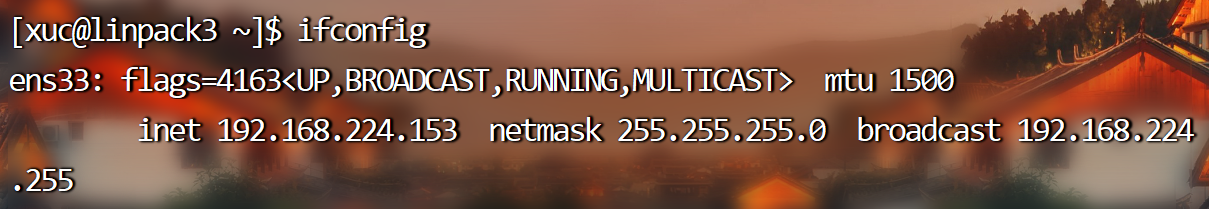 [xuc@linpack3 ~]$ ifconfig
ens33: flags=4163<UP,BROADCAST,RUNNING,MULTICAST>  mtu 1500
        inet 192.168.224.153  netmask 255.255.255.0  broadcast 192.168.224
.255